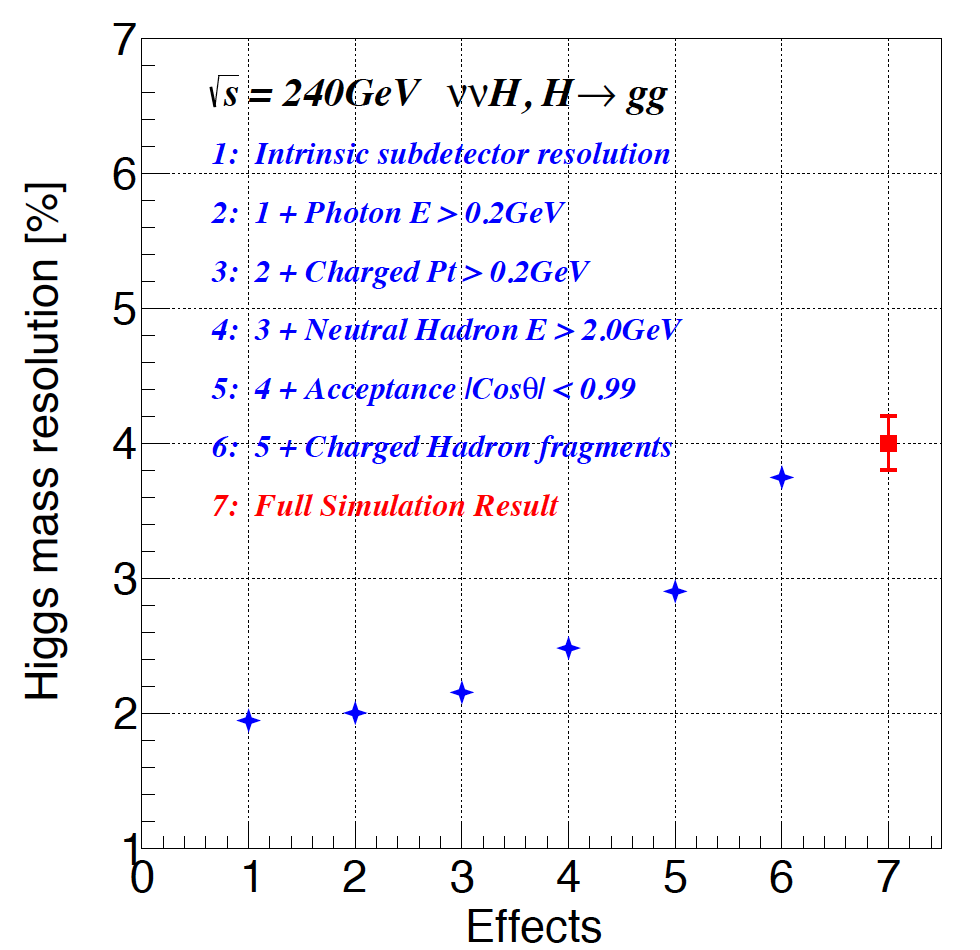 7
√s = 240GeV ννH, H → gg
1: Intrinsic subdetector resolution
6
2: 1 + Photon E > 0.2GeV
3: 2 + Charged Pt > 0.2GeV
5
4: 3 + Neutral Hadron E > 2.0GeV
5: 4 + Acceptance |Cosθ| < 0.99
4
6: 5 + Charged Hadron fragments
7: Full Simulation Result
3
2
1
Higgs mass resolution [%]
0 1 2 3 4 5 6 7
Effects